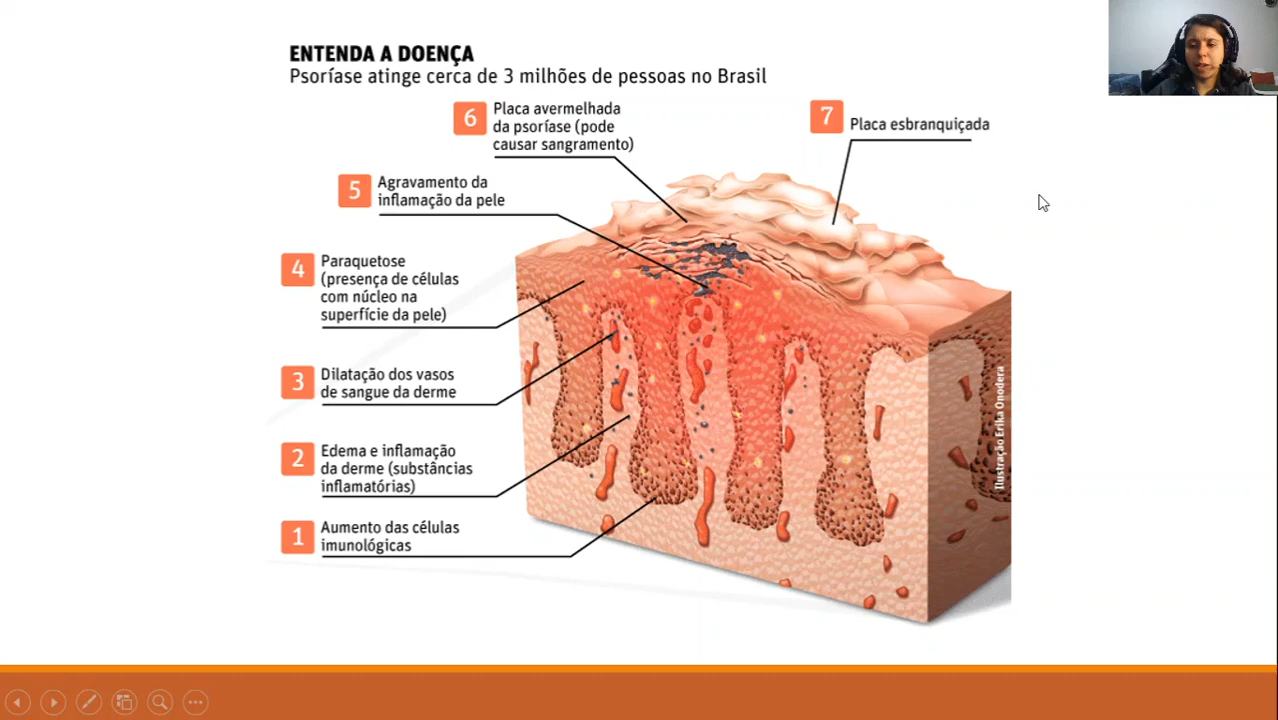 ENTENDA A DOENÇA
Psoríase atinge cerca de 3 milhões de pessoas no Brasil
6
Placa avermelhada
da psoríase (pode
causar sangramento)
7
Placa esbranquiçada
5
Agravamento da
inflamação da pele
4
Paraquetose
(presença de células
com núcleo na
superfície da pele)
3
Dilatação dos vasos
de sangue da derme
2
Edema e inflamação
da derme (substâncias
inflamatórias)
1
Aumento das células
imunológicas
Ilustração Erika Onodera